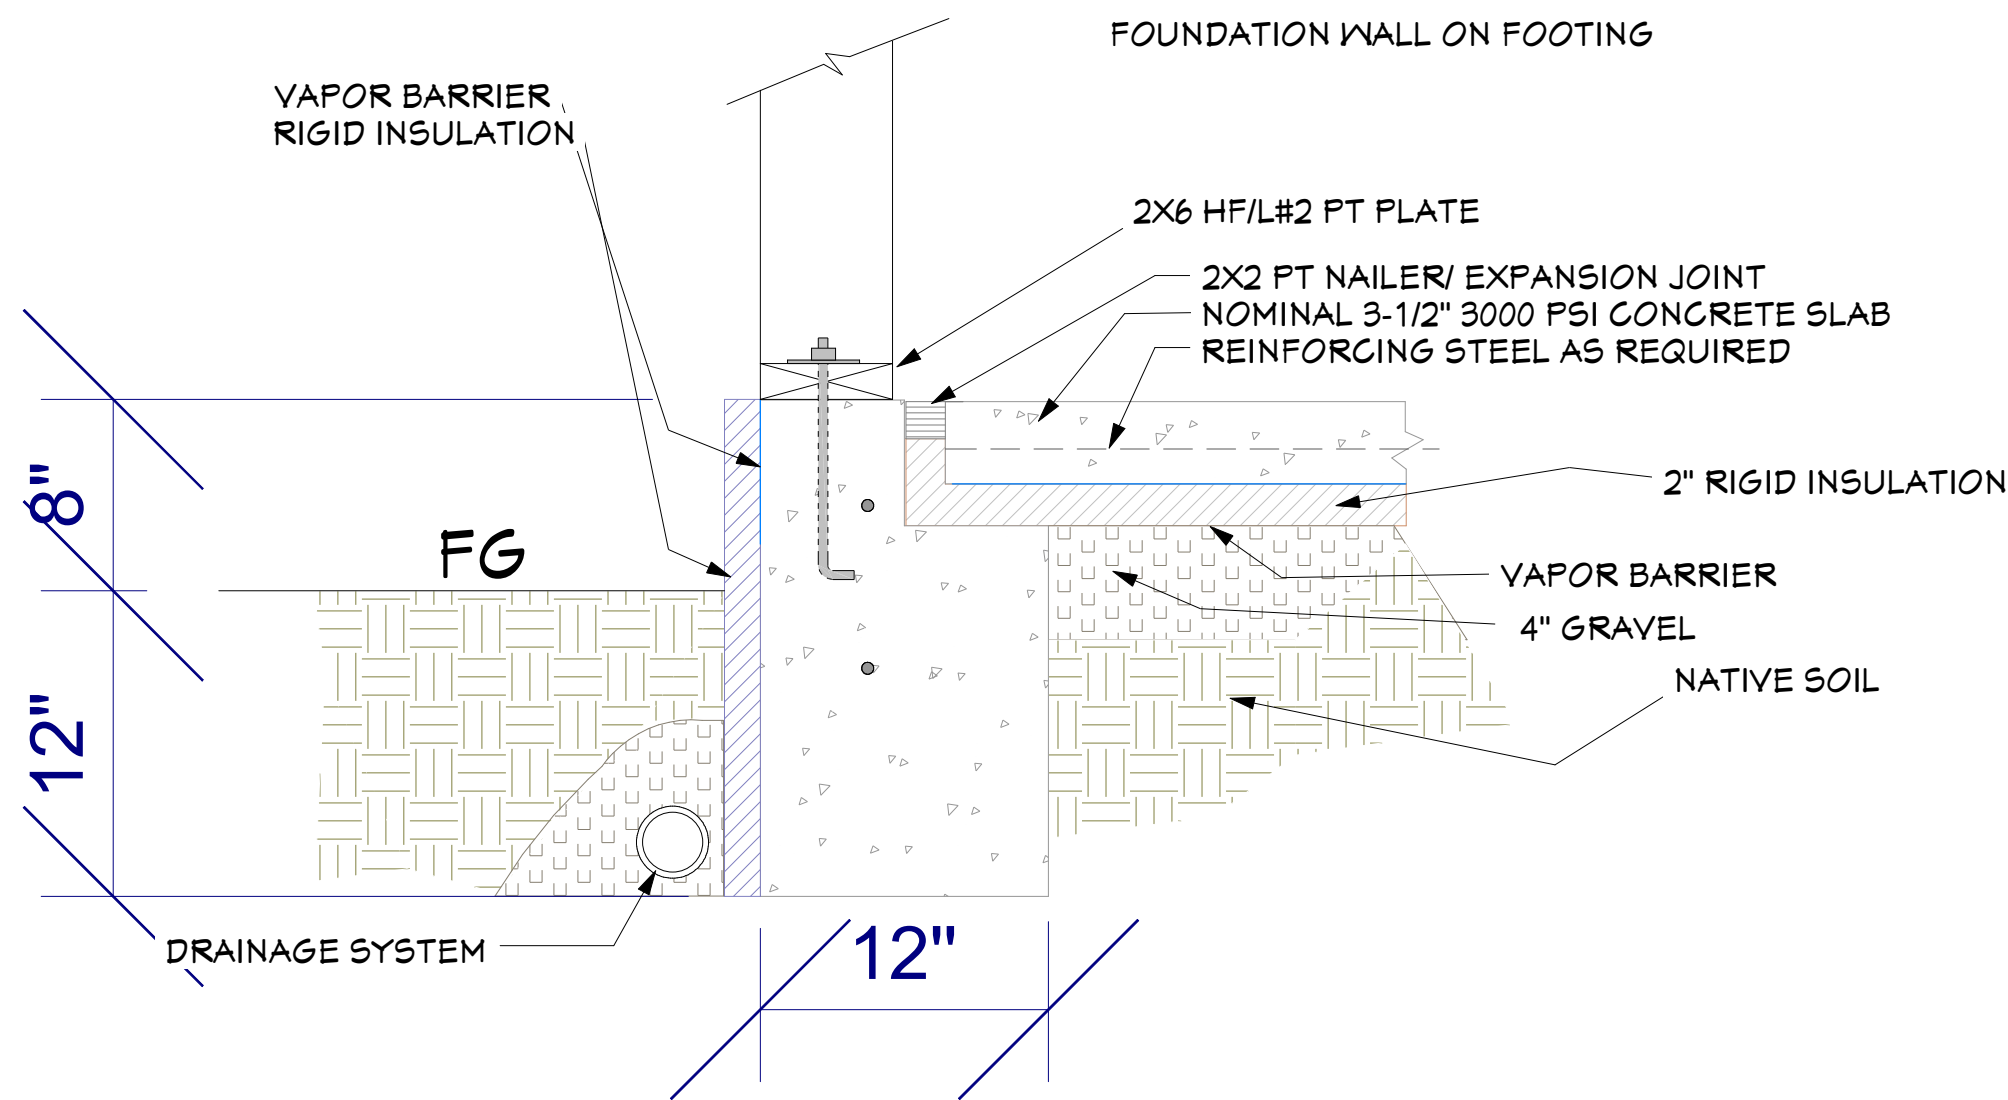 FOUNDATION WALL ON FOOTING
VAPOR BARRIER
RIGID INSULATION
2X6 HF/L#2 PT PLATE
2X2 PT NAILER/ EXPANSION JOINT
NOMINAL 3-1/2" 3000 PSI CONCRETE SLAB
REINFORCING STEEL AS REQUIRED
2" RIGID INSULATION
8"
FG
VAPOR BARRIER
4" GRAVEL
NATIVE SOIL
12"
DRAINAGE SYSTEM
12"